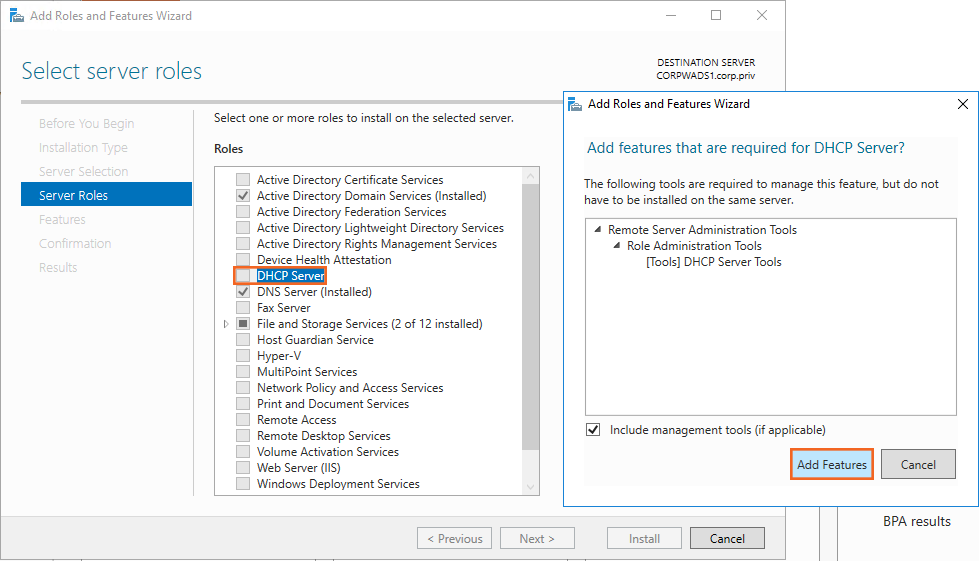 Add Roles and Features Wizard
Select server roles
DESTINATION SERVER
CORPWADS1.corp.priv
Before You Begin
Installation Type
Server Selection
Server Roles
Features
Confirmation
Results
Select one or more roles to install on the selected server.
Roles
Active Directory Certificate Services
Active Directory Domain Services (Installed)
Active Directory Federation Services
Active Directory Lightweight Directory Services
Active Directory Rights Management Services
Device Health Attestation
DHCP Server
DNS Server (Installed)
Fax Server
File and Storage Services (2 of 12 installed)
Host Guardian Service
Hyper-V
MultiPoint Services
Network Policy and Access Services
Print and Document Services
Remote Access
Remote Desktop Services
Volume Activation Services
Web Server (IIS)
Windows Deployment Services
< Previous
Next >
Install
Cancel
Add Roles and Features Wizard
Add features that are required for DHCP Server?
The following tools are required to manage this feature, but do not
have to be installed on the same server.
Remote Server Administration Tools
Role Administration Tools
[Tools] DHCP Server Tools
Include management tools (if applicable)
Add Features
Cancel
BPA results